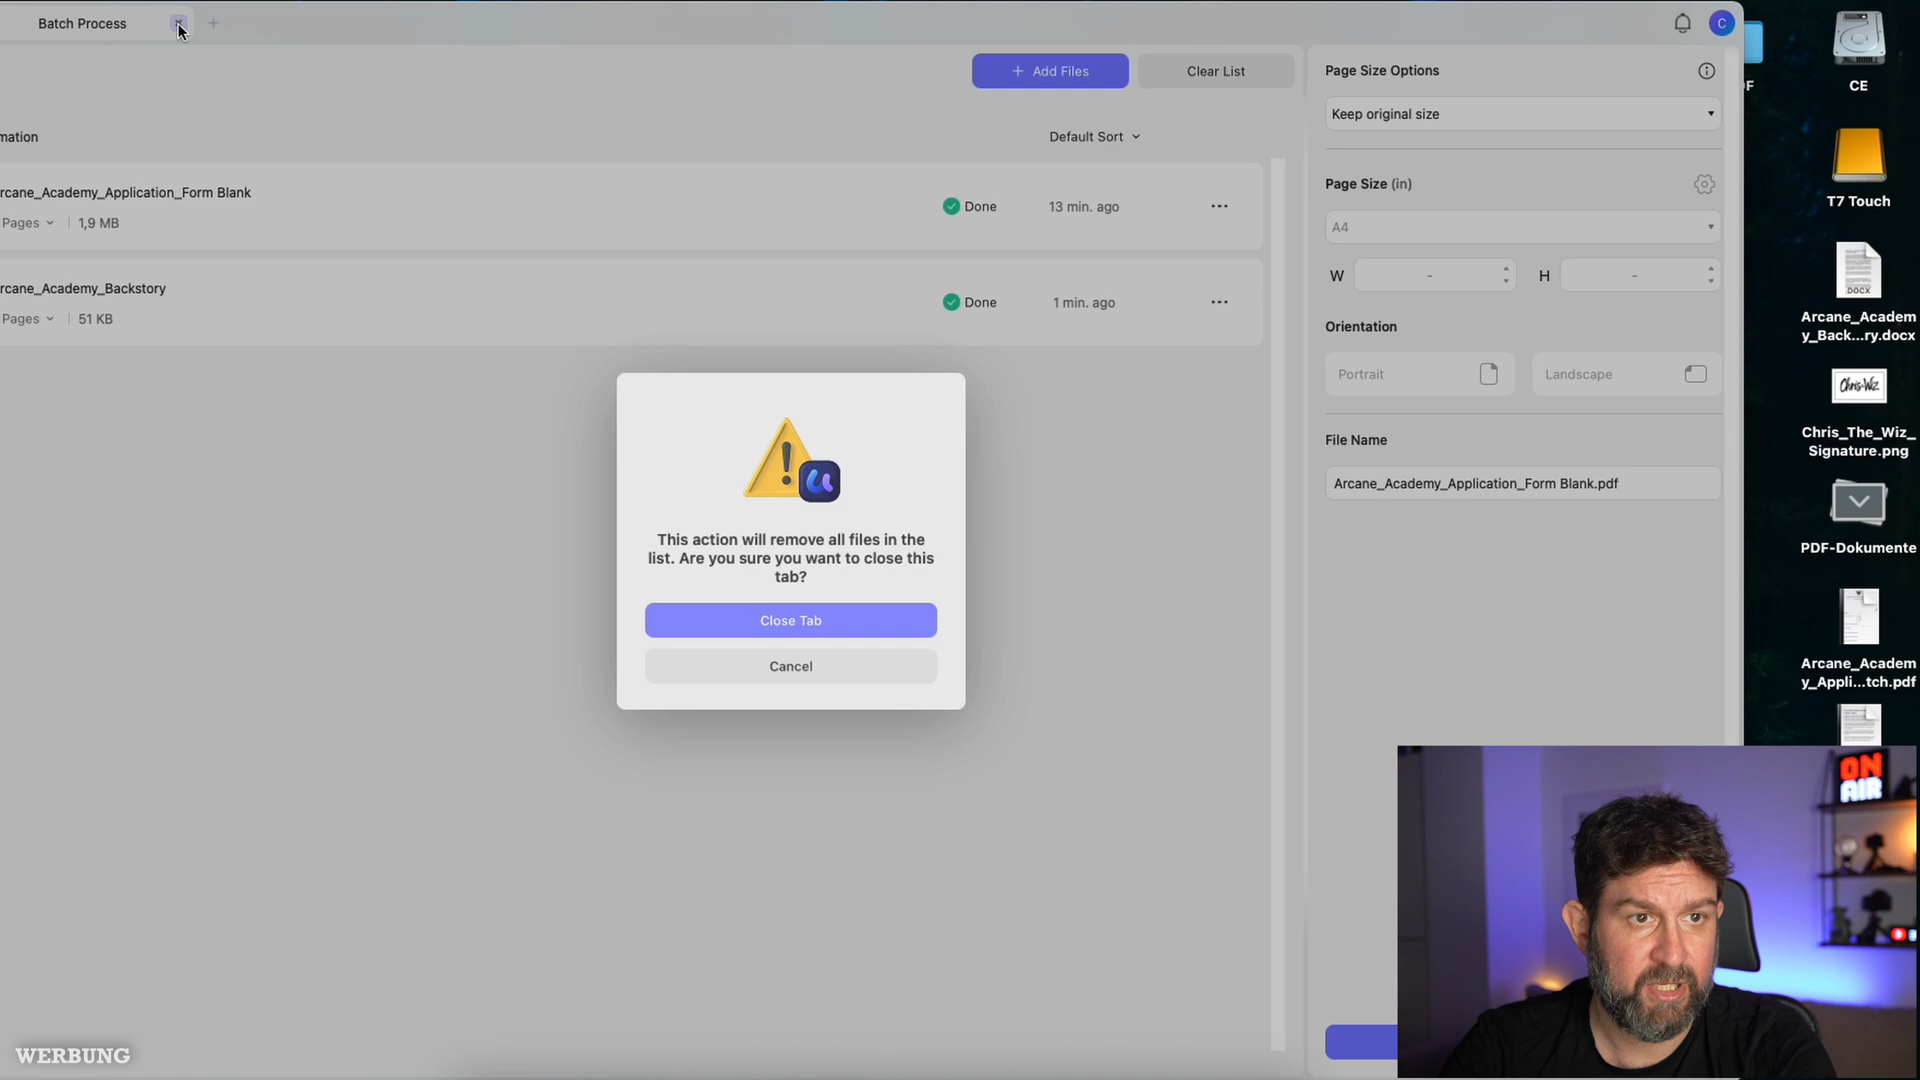 Batch Process
C
Add Files
Clear List
Page Size Options
Keep original size
mation
Default Sort
Page Size (in)
A4
rcane_Academy_Application_Form Blank
Pages
1,9 MB
Done
13 min. ago
W
-
H
-
rcane_Academy_Backstory
Pages
51 KB
Done
1 min. ago
Orientation
Portrait
Landscape
File Name
Arcane_Academy_Application_Form Blank.pdf
This action will remove all files in the
list. Are you sure you want to close this
tab?
Close Tab
Cancel
F
CE
T7 Touch
DOCX
Arcane_Academ
y_Back...ry.docx
Chris Wiz
Chris_The_Wiz_
Signature.png
PDF-Dokumente
Arcane_Academ
y_Appli...tch.pdf
ON
AIR
WERBUNG